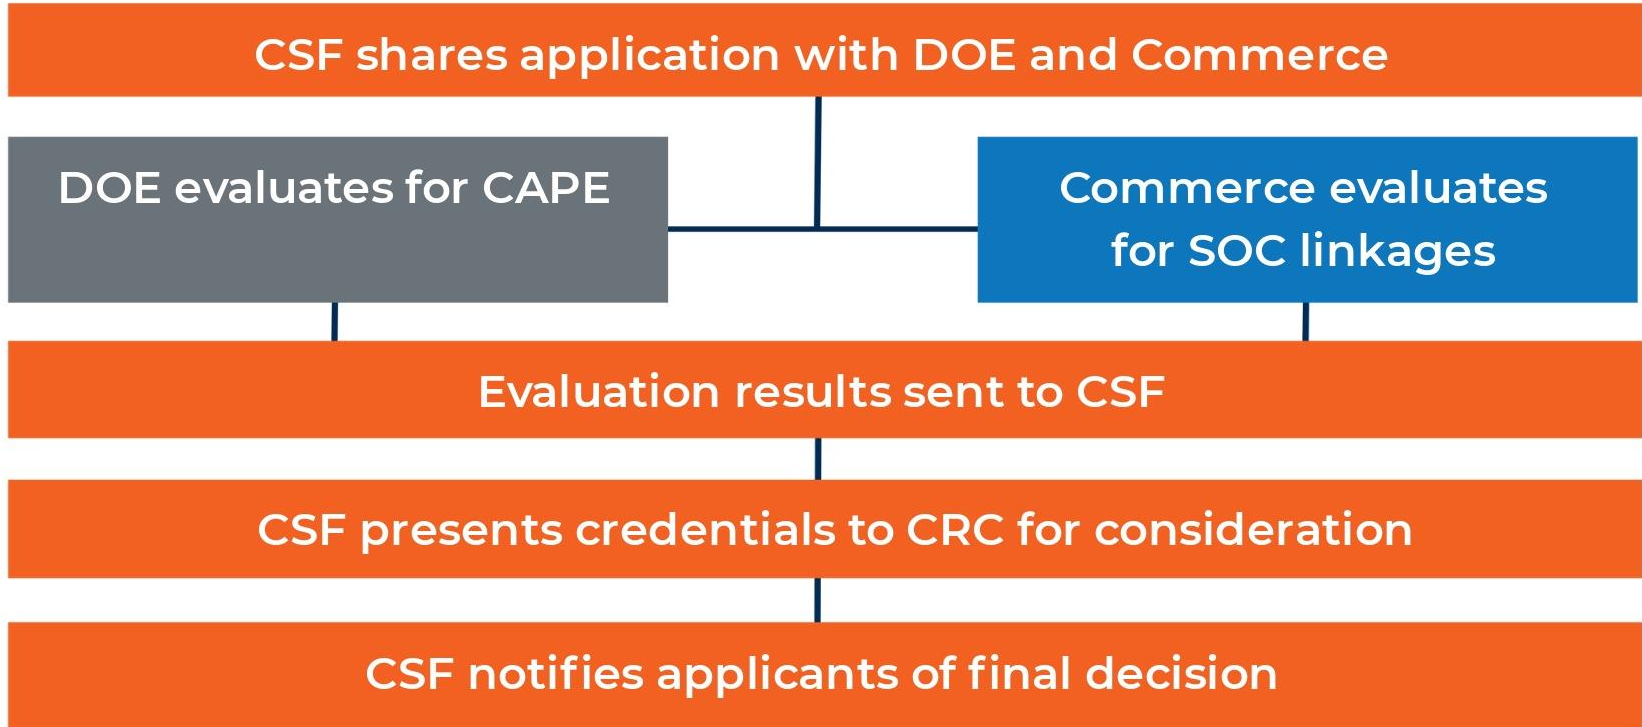 CSF shares application with DOE and Commerce
DOE evaluates for CAPE
Commerce evaluates
for SOC linkages
Evaluation results sent to CSF
CSF presents credentials to CRC for consideration
CSF notifies applicants of final decision